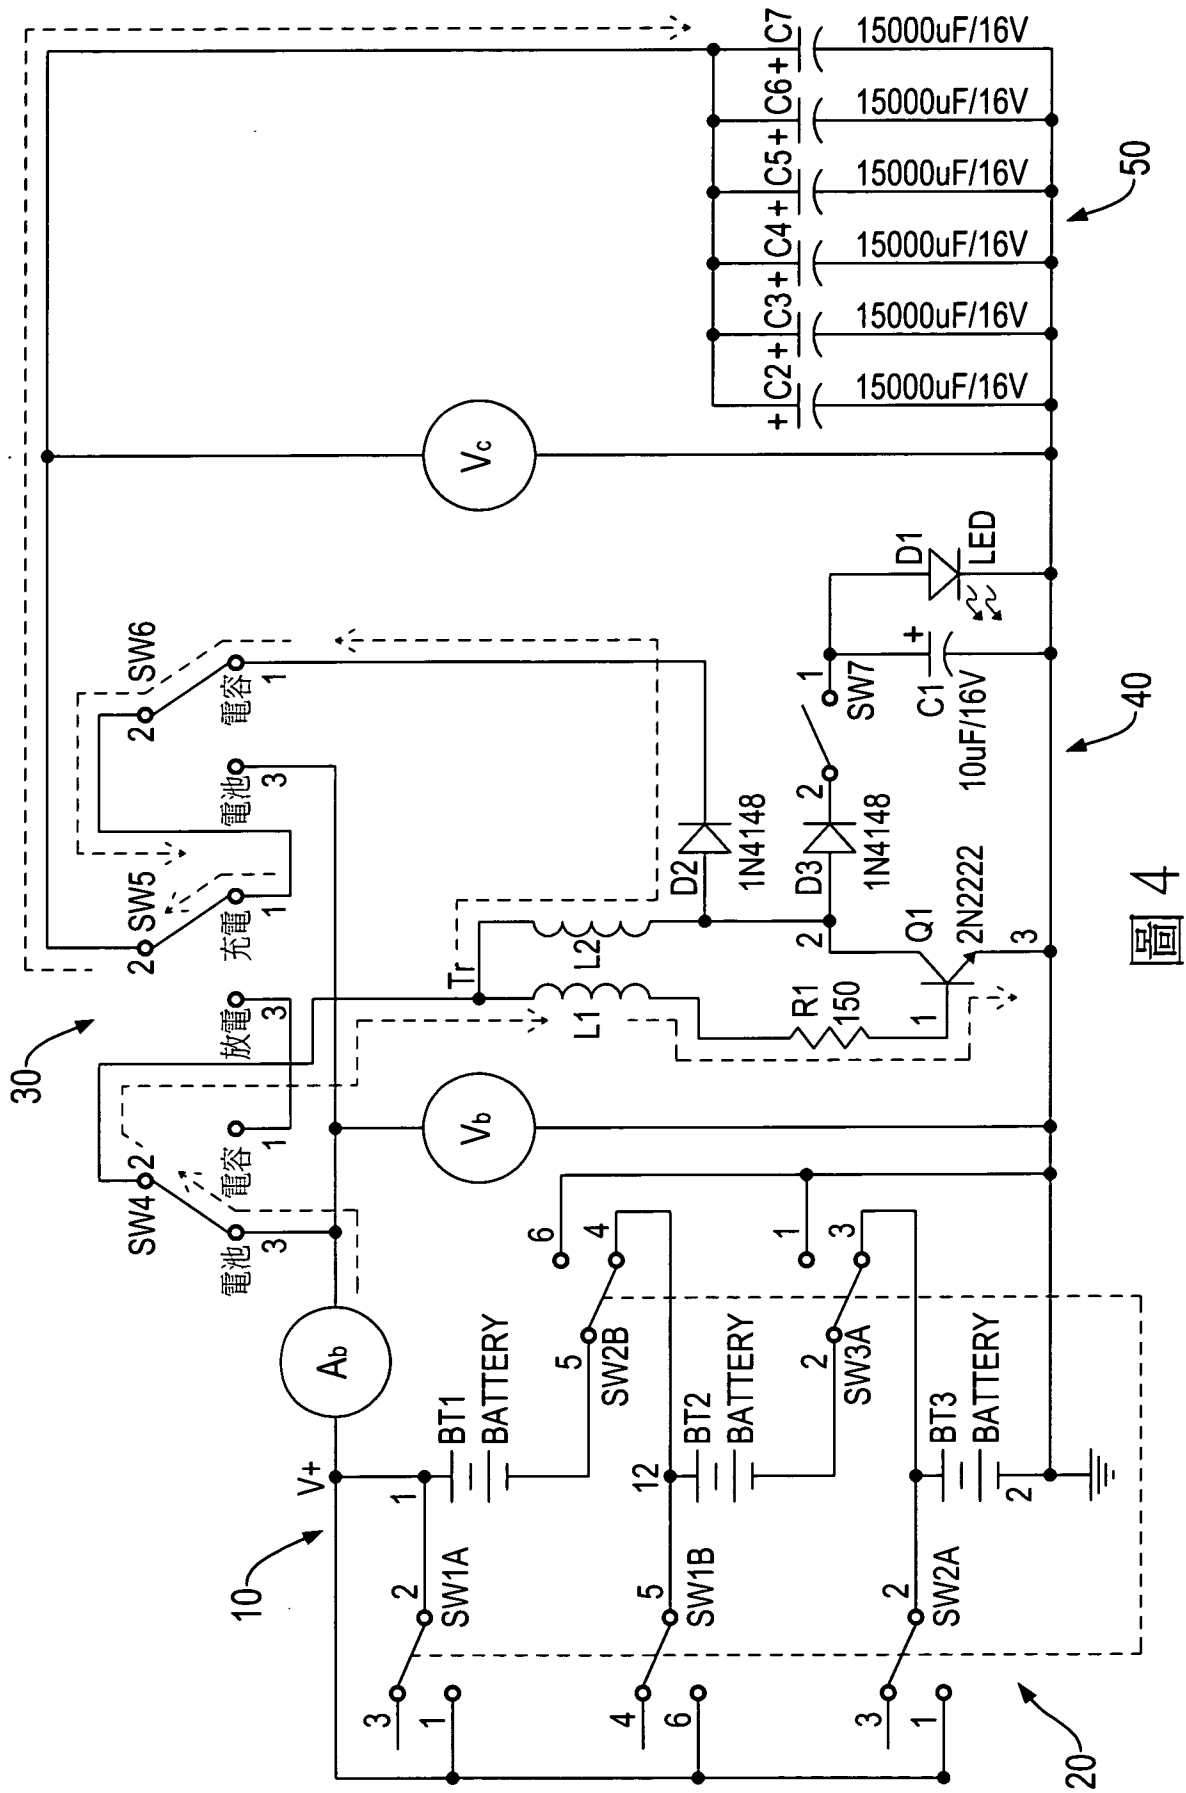 30
SW4
2
電池
3
電容
1
放電
3
SW5
2
充電
1
電池
3
SW6
2
電容
1
10
V+
Ab
Vb
Tr
L1
L2
R1
150
Q1
2N2222
1
2
3
D2
1N4148
D3
1N4148
2
1
SW7
C1
10uF/16V
+
D1
LED
Vc
+ C2
15000uF/16V
+ C3
15000uF/16V
+ C4
15000uF/16V
+ C5
15000uF/16V
+ C6
15000uF/16V
+ C7
15000uF/16V
3
1
2
SW1A
1
BT1
BATTERY
5
SW2B
6
4
4
6
5
SW1B
12
BT2
BATTERY
2
SW3A
1
3
3
1
2
SW2A
BT3
BATTERY
2
20
40
50
圖 4